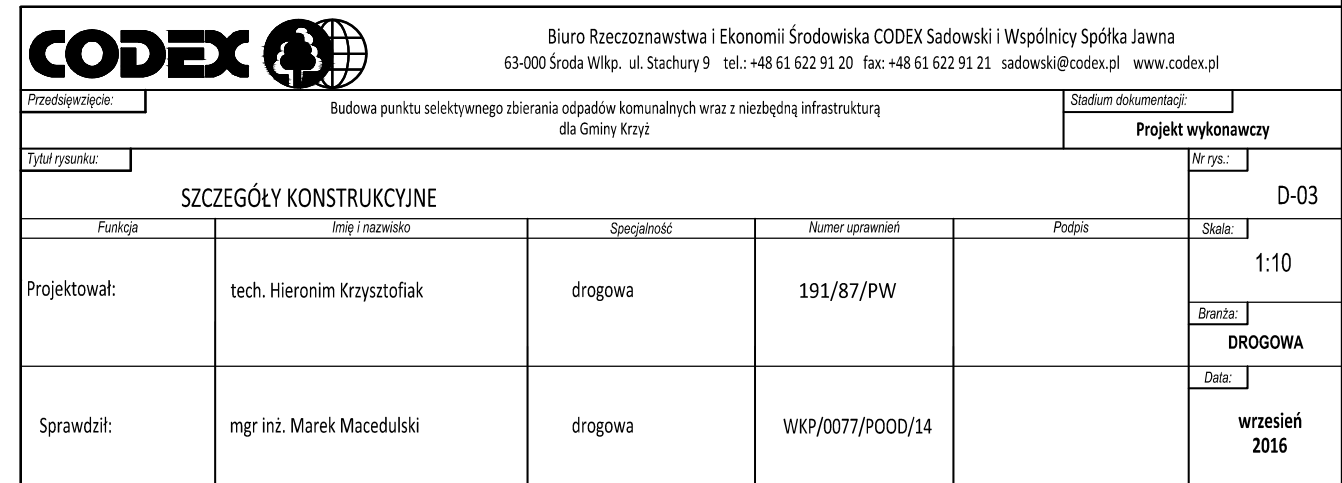 CODEX
Biuro Rzeczoznawstwa i Ekonomii Środowiska CODEX Sadowski i Wspólnicy Spółka Jawna
63-000 Środa Wlkp. ul. Stachury 9 tel.: +48 61 622 91 20 fax: +48 61 622 91 21 sadowski@codex.pl www.codex.pl
Przedsięwzięcie:
Budowa punktu selektywnego zbierania odpadów komunalnych wraz z niezbędną infrastrukturą
dla Gminy Krzyż
Stadium dokumentacji:
Projekt wykonawczy
Tytuł rysunku:
SZCZEGÓŁY KONSTRUKCYJNE
Nr rys.:
D-03
Funkcja Imię i nazwisko Specjalność Numer uprawnień Podpis
Skala:
1:10
Projektował: tech. Hieronim Krzysztofiak drogowa 191/87/PW
Branża:
DROGOWA
Data:
Sprawdził: mgr inż. Marek Macedulski drogowa WKP/0077/POOD/14
wrzesień
2016